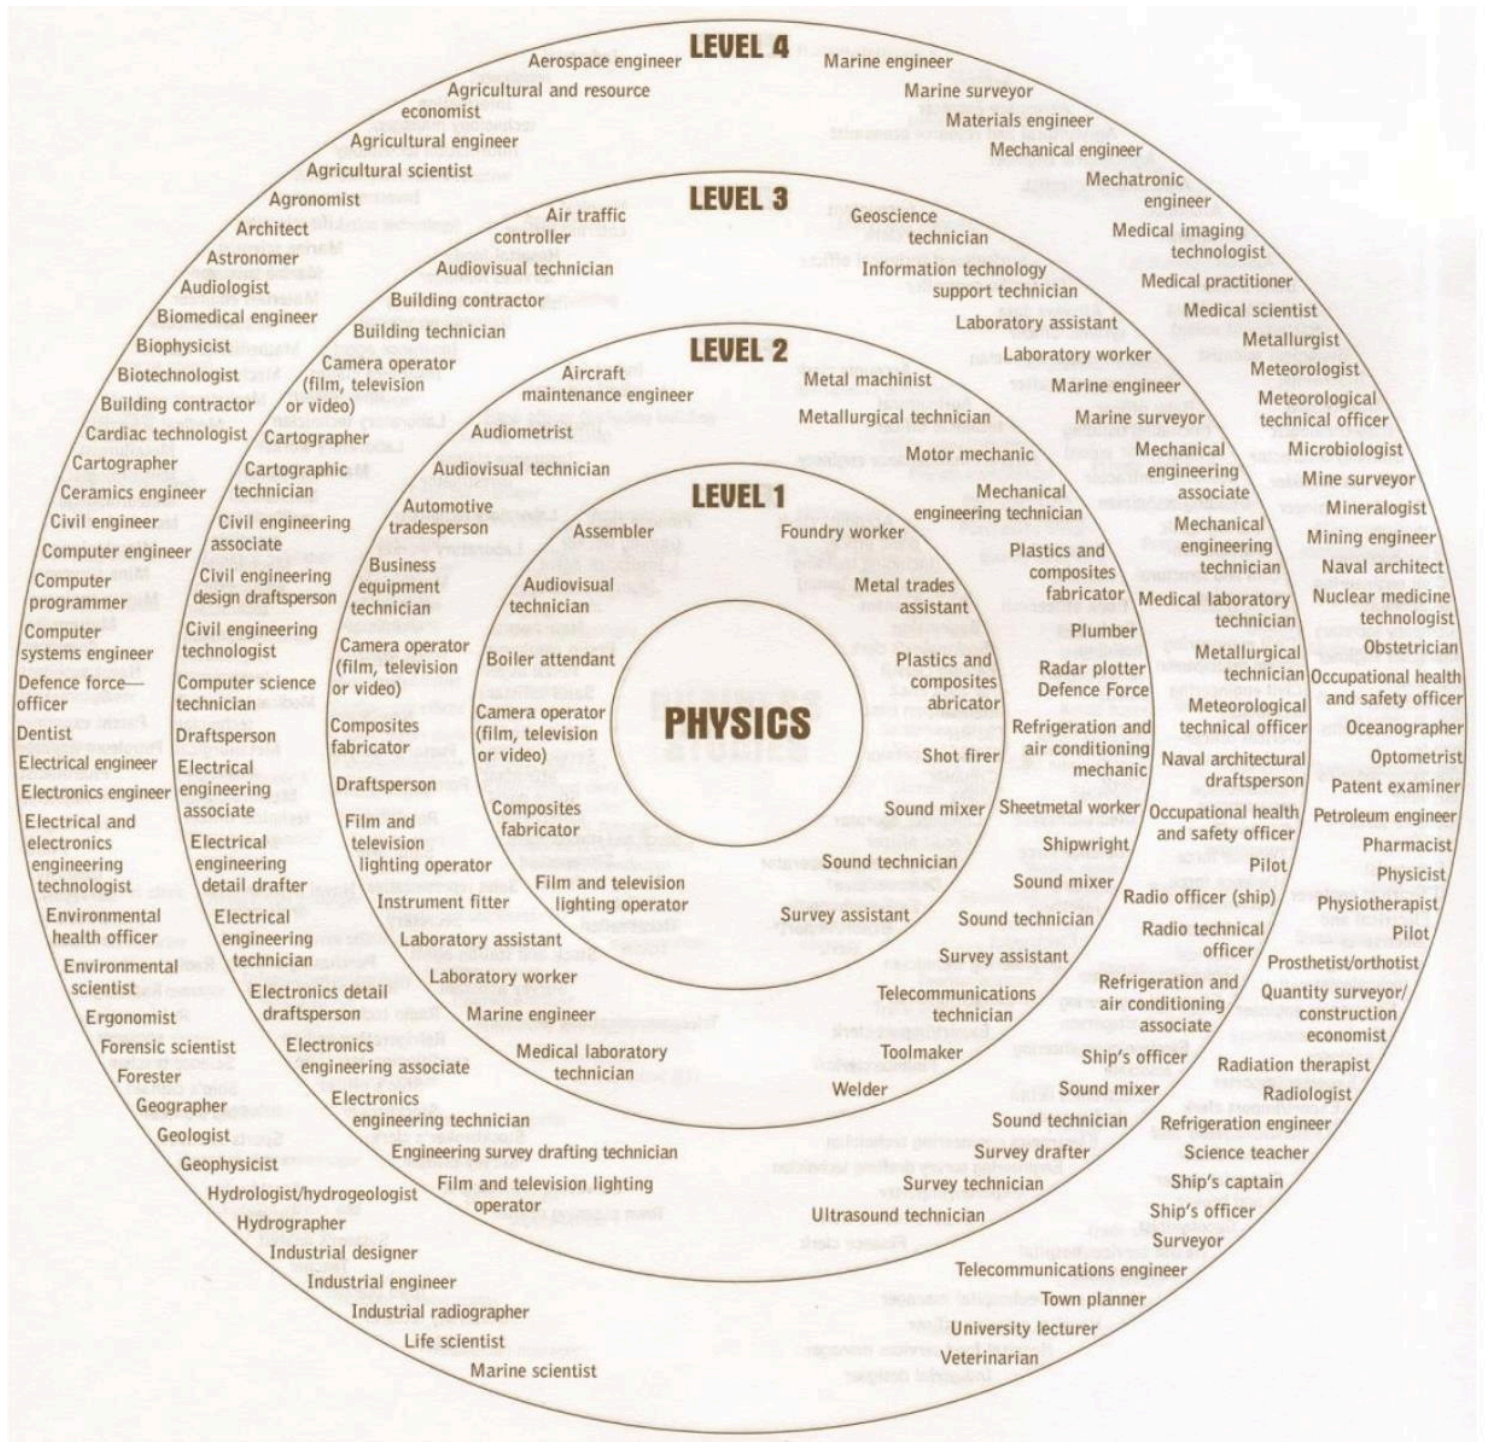 LEVEL 4
Aerospace engineer
Agricultural and resource
economist
Agricultural engineer
Agricultural scientist
Agronomist
Architect
Astronomer
Audiologist
Biomedical engineer
Biophysicist
Biotechnologist
Building contractor
Cardiac technologist
Cartographer
Ceramics engineer
Civil engineer
Computer engineer
Computer
programmer
Computer
systems engineer
Defence force—
officer
Dentist
Electrical engineer
Electronics engineer
Electrical and
electronics
engineering
technologist
Environmental
health officer
Environmental
scientist
Ergonomist
Forensic scientist
Forester
Geographer
Geologist
Geophysicist
Hydrologist/hydrogeologist
Hydrographer
Industrial designer
Industrial engineer
Industrial radiographer
Life scientist
Marine scientist
Marine engineer
Marine surveyor
Materials engineer
Mechanical engineer
Mechatronic
engineer
Medical imaging
technologist
Medical practitioner
Medical scientist
Metallurgist
Meteorologist
Meteorological
technical officer
Microbiologist
Mine surveyor
Mineralogist
Mining engineer
Naval architect
Nuclear medicine
technologist
Obstetrician
Occupational health
and safety officer
Oceanographer
Optometrist
Patent examiner
Petroleum engineer
Pharmacist
Physicist
Physiotherapist
Pilot
Prosthetist/orthotist
Quantity surveyor/
construction
economist
Radiation therapist
Radiologist
Refrigeration engineer
Science teacher
Ship's captain
Ship's officer
Surveyor
Telecommunications engineer
Town planner
University lecturer
Veterinarian
LEVEL 3
Air traffic
controller
Audiovisual technician
Building contractor
Building technician
Camera operator
(film, television
or video)
Cartographer
Cartographic
technician
Civil engineering
associate
Civil engineering
design draftsperson
Civil engineering
technologist
Computer science
technician
Draftsperson
Electrical
engineering
associate
Electrical
engineering
detail drafter
Electrical
engineering
technician
Electronics detail
draftsperson
Electronics
engineering associate
Electronics
engineering technician
Engineering survey drafting technician
Film and television lighting
operator
Geoscience
technician
Information technology
support technician
Laboratory assistant
Laboratory worker
Marine engineer
Marine surveyor
Mechanical
engineering
associate
Mechanical
engineering
technician
Medical laboratory
technician
Metallurgical
technician
Meteorological
technical officer
Naval architectural
draftsperson
Occupational health
and safety officer
Pilot
Radio officer (ship)
Radio technical
officer
Refrigeration and
air conditioning
associate
Ship's officer
Sound mixer
Sound technician
Survey drafter
Survey technician
Ultrasound technician
LEVEL 2
Aircraft
maintenance engineer
Audiometrist
Audiovisual technician
Automotive
tradesperson
Business
equipment
technician
Camera operator
(film, television
or video)
Composites
fabricator
Draftsperson
Film and
television
lighting operator
Instrument fitter
Laboratory assistant
Laboratory worker
Marine engineer
Medical laboratory
technician
Metal machinist
Metallurgical technician
Motor mechanic
Mechanical
engineering technician
Plastics and
composites
fabricator
Plumber
Radar plotter
Defence Force
Refrigeration and
air conditioning
mechanic
Sheetmetal worker
Shipwright
Sound mixer
Sound technician
Survey assistant
Telecommunications
technician
Toolmaker
Welder
LEVEL 1
Assembler
Audiovisual
technician
Boiler attendant
Camera operator
(film, television
or video)
Composites
fabricator
Film and television
lighting operator
Foundry worker
Metal trades
assistant
Plastics and
composites
abricator
Shot firer
Sound mixer
Sound technician
Survey assistant
PHYSICS